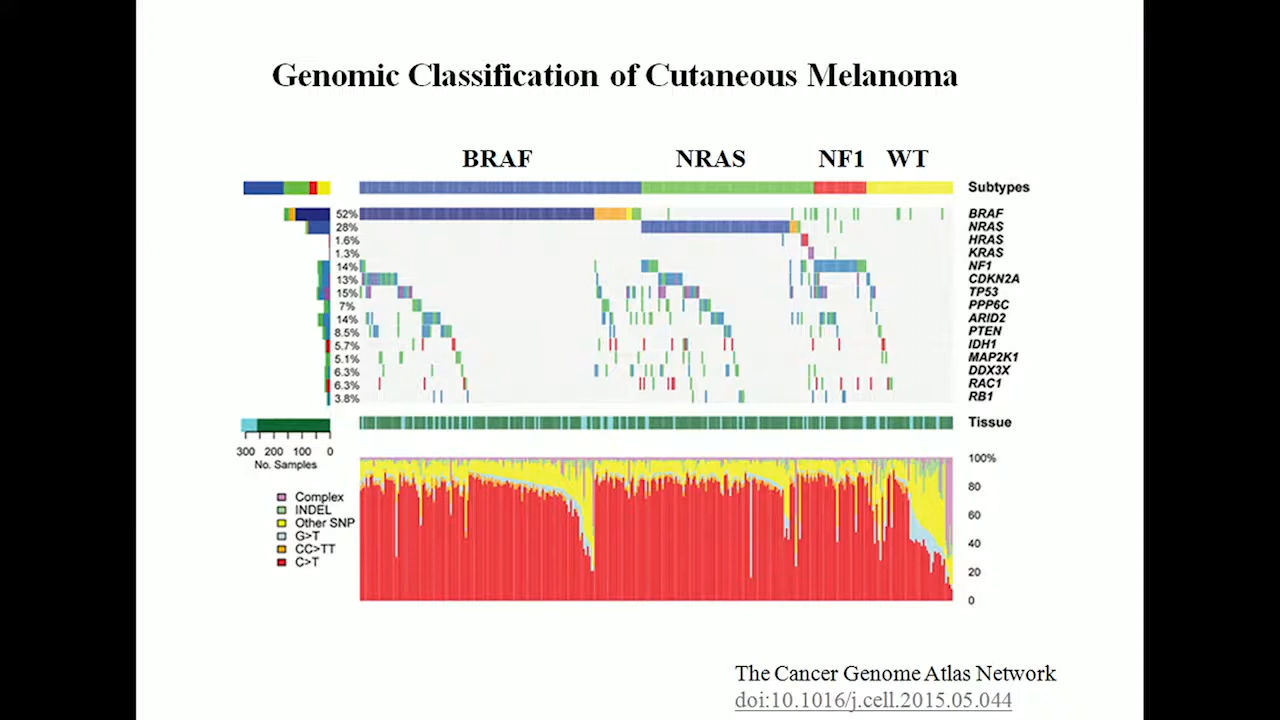 Genomic Classification of Cutaneous Melanoma
BRAF NRAS NF1 WT
Subtypes
52% BRAF
28% NRAS
1.6% HRAS
1.3% KRAS
14% NF1
13% CDKN2A
15% TP53
7% PPP6C
14% ARID2
8.5% PTEN
5.7% IDH1
5.1% MAP2K1
6.3% DDX3X
6.3% RAC1
3.8% RB1
Tissue
300 200 100 0
No. Samples
100%
80
60
40
20
0
Complex
INDEL
Other SNP
G>T
CC>TT
C>T
The Cancer Genome Atlas Network
doi:10.1016/j.cell.2015.05.044